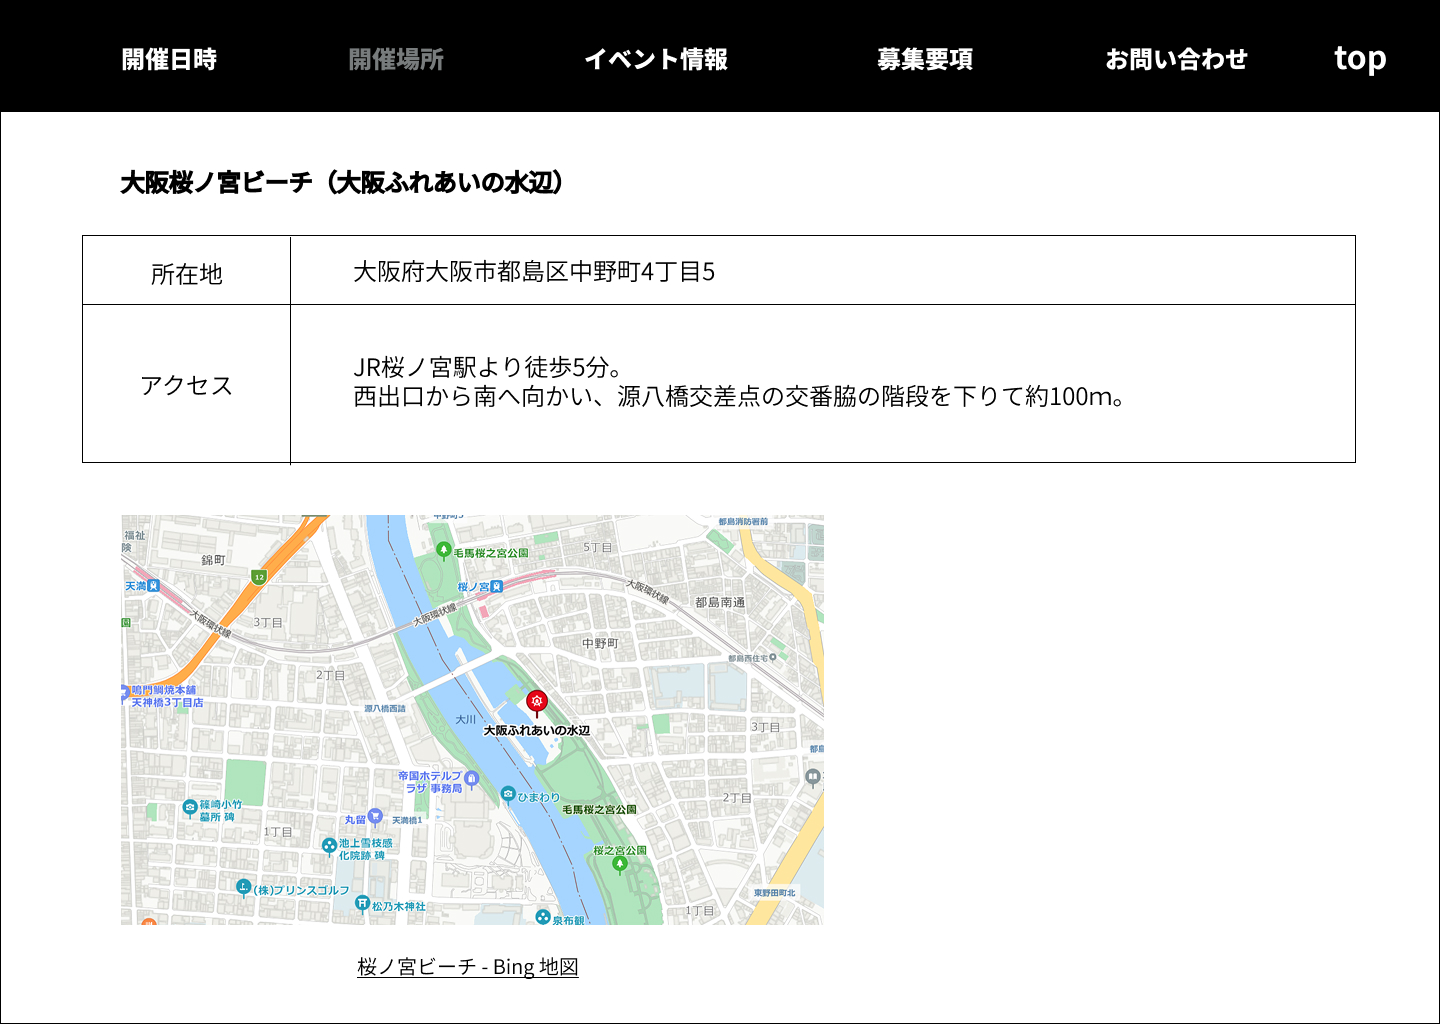 開催日時
開催場所
イベント情報
募集要項
お問い合わせ
top
大阪桜ノ宮ビーチ（大阪ふれあいの水辺）
所在地
大阪府大阪市都島区中野町4丁目5
アクセス
JR桜ノ宮駅より徒歩5分。
西出口から南へ向かい、源八橋交差点の交番脇の階段を下りて約100m。
中野町5
都島消防署前
福祉
険
錦町
毛馬桜之宮公園
5丁目
12
天満
桜ノ宮
大阪環状線
都島南通
大阪環状線
大阪環状線
園
3丁目
中野町
都島西住宅
2丁目
鳴門鯛焼本舗
天神橋3丁目店
源八橋西詰
大川
大阪ふれあいの水辺
3丁目
都島
帝国ホテルプ
ラザ 事務局
ひまわり
2丁目
篠崎小竹
墓所 碑
毛馬桜之宮公園
丸留
天満橋1
1丁目
池上雪枝感
化院跡 碑
桜之宮公園
(株)プリンスゴルフ
東野田町北
松乃木神社
1丁目
泉布観
桜ノ宮ビーチ - Bing 地図